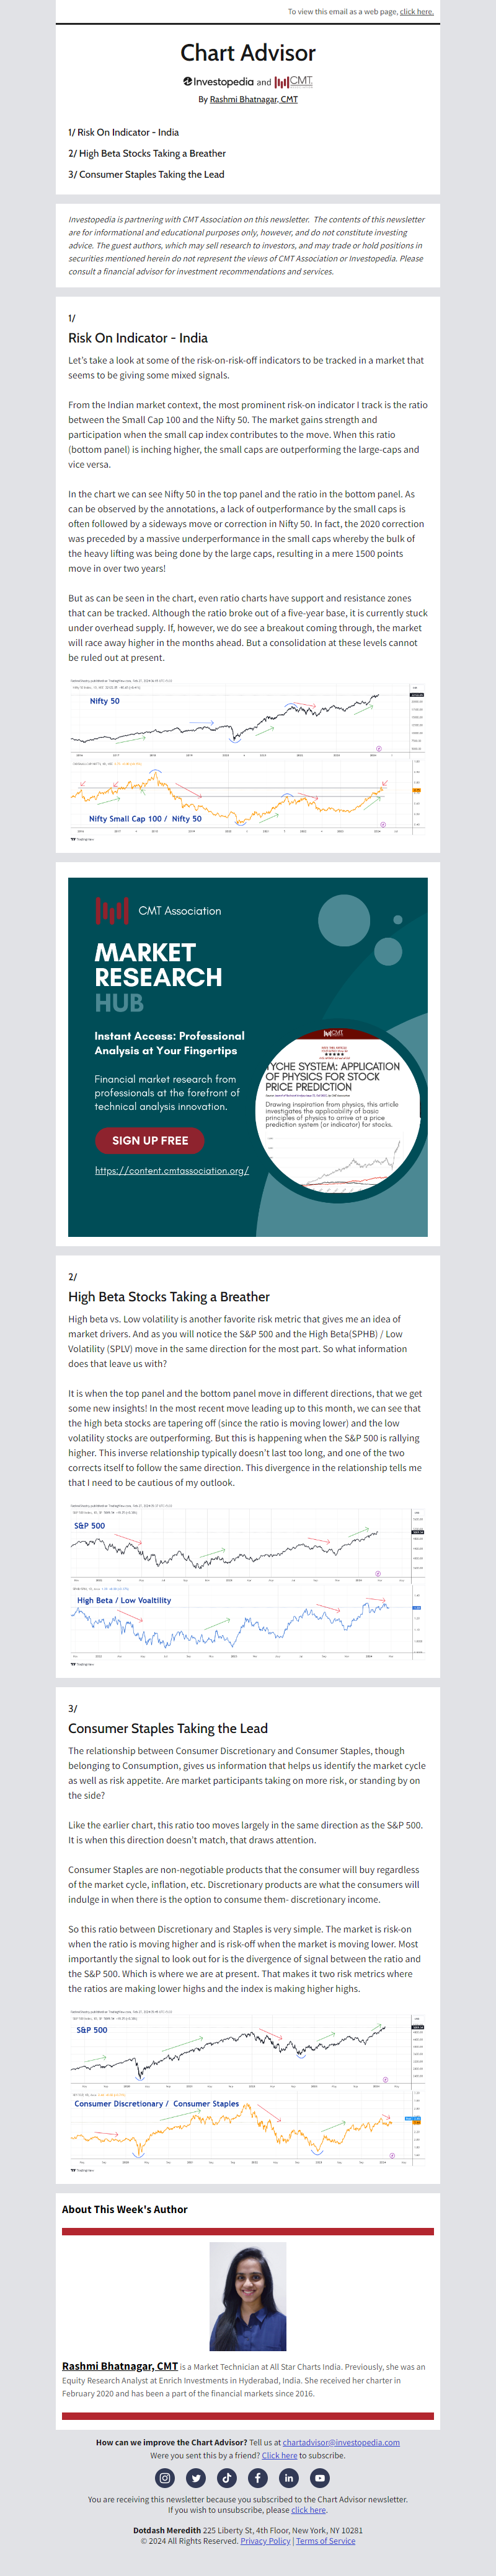 To view this email as a web page, click here.
Chart Advisor
Investopedia and CMT
By Rashmi Bhatnagar, CMT
1/ Risk On Indicator - India
2/ High Beta Stocks Taking a Breather
3/ Consumer Staples Taking the Lead
Investopedia is partnering with CMT Association on this newsletter. The contents of this newsletter
are for informational and educational purposes only, however, and do not constitute investing
advice. The guest authors, which may sell research to investors, and may trade or hold positions in
securities mentioned herein do not represent the views of CMT Association or Investopedia. Please
consult a financial advisor for investment recommendations and services.
1/
Risk On Indicator - India
Let's take a look at some of the risk-on-risk-off indicators to be tracked in a market that
seems to be giving some mixed signals.
From the Indian market context, the most prominent risk-on indicator I track is the ratio
between the Small Cap 100 and the Nifty 50. The market gains strength and
participation when the small cap index contributes to the move. When this ratio
(bottom panel) is inching higher, the small caps are outperforming the large-caps and
vice versa.
In the chart we can see Nifty 50 in the top panel and the ratio in the bottom panel. As
can be observed by the annotations, a lack of outperformance by the small caps is
often followed by a sideways move or correction in Nifty 50. In fact, the 2020 correction
was preceded by a massive underperformance in the small caps whereby the bulk of
the heavy lifting was being done by the large caps, resulting in a mere 1500 points
move in over two years!
But as can be seen in the chart, even ratio charts have support and resistance zones
that can be tracked. Although the ratio broke out of a five-year base, it is currently stuck
under overhead supply. If, however, we do see a breakout coming through, the market
will race away higher in the months ahead. But a consolidation at these levels cannot
be ruled out at present.
Nifty 50
Nifty Small Cap 100 / Nifty 50
TradingView
CMT Association
MARKET
RESEARCH
HUB
Instant Access: Professional
Analysis at Your Fingertips
Financial market research from
professionals at the forefront of
technical analysis innovation.
SIGN UP FREE
https://content.cmtassociation.org/
CMT
TYCHE SYSTEM: APPLICATION
OF PHYSICS FOR STOCK
PRICE PREDICTION
Drawing inspiration from physics, this article
investigates the applicability of basic
principles of physics to arrive at a price
prediction system (or indicator) for stocks.
2/
High Beta Stocks Taking a Breather
High beta vs. Low volatility is another favorite risk metric that gives me an idea of
market drivers. And as you will notice the S&P 500 and the High Beta(SPHB) / Low
Volatility (SPLV) move in the same direction for the most part. So what information
does that leave us with?
It is when the top panel and the bottom panel move in different directions, that we get
some new insights! In the most recent move leading up to this month, we can see that
the high beta stocks are tapering off (since the ratio is moving lower) and the low
volatility stocks are outperforming. But this is happening when the S&P 500 is rallying
higher. This inverse relationship typically doesn't last too long, and one of the two
corrects itself to follow the same direction. This divergence in the relationship tells me
that I need to be cautious of my outlook.
S&P 500
High Beta / Low Voaltility
TradingView
3/
Consumer Staples Taking the Lead
The relationship between Consumer Discretionary and Consumer Staples, though
belonging to Consumption, gives us information that helps us identify the market cycle
as well as risk appetite. Are market participants taking on more risk, or standing by on
the side?
Like the earlier chart, this ratio too moves largely in the same direction as the S&P 500.
It is when this direction doesn't match, that draws attention.
Consumer Staples are non-negotiable products that the consumer will buy regardless
of the market cycle, inflation, etc. Discretionary products are what the consumers will
indulge in when there is the option to consume them- discretionary income.
So this ratio between Discretionary and Staples is very simple. The market is risk-on
when the ratio is moving higher and is risk-off when the market is moving lower. Most
importantly the signal to look out for is the divergence of signal between the ratio and
the S&P 500. Which is where we are at present. That makes it two risk metrics where
the ratios are making lower highs and the index is making higher highs.
S&P 500
Consumer Discretionary / Consumer Staples
TradingView
About This Week's Author
Rashmi Bhatnagar, CMT is a Market Technician at All Star Charts India. Previously, she was an
Equity Research Analyst at Enrich Investments in Hyderabad, India. She received her charter in
February 2020 and has been a part of the financial markets since 2016.
How can we improve the Chart Advisor? Tell us at chartadvisor@investopedia.com
Were you sent this by a friend? Click here to subscribe.
You are receiving this newsletter because you subscribed to the Chart Advisor newsletter.
If you wish to unsubscribe, please click here.
Dotdash Meredith 225 Liberty St, 4th Floor, New York, NY 10281
© 2024 All Rights Reserved. Privacy Policy | Terms of Service